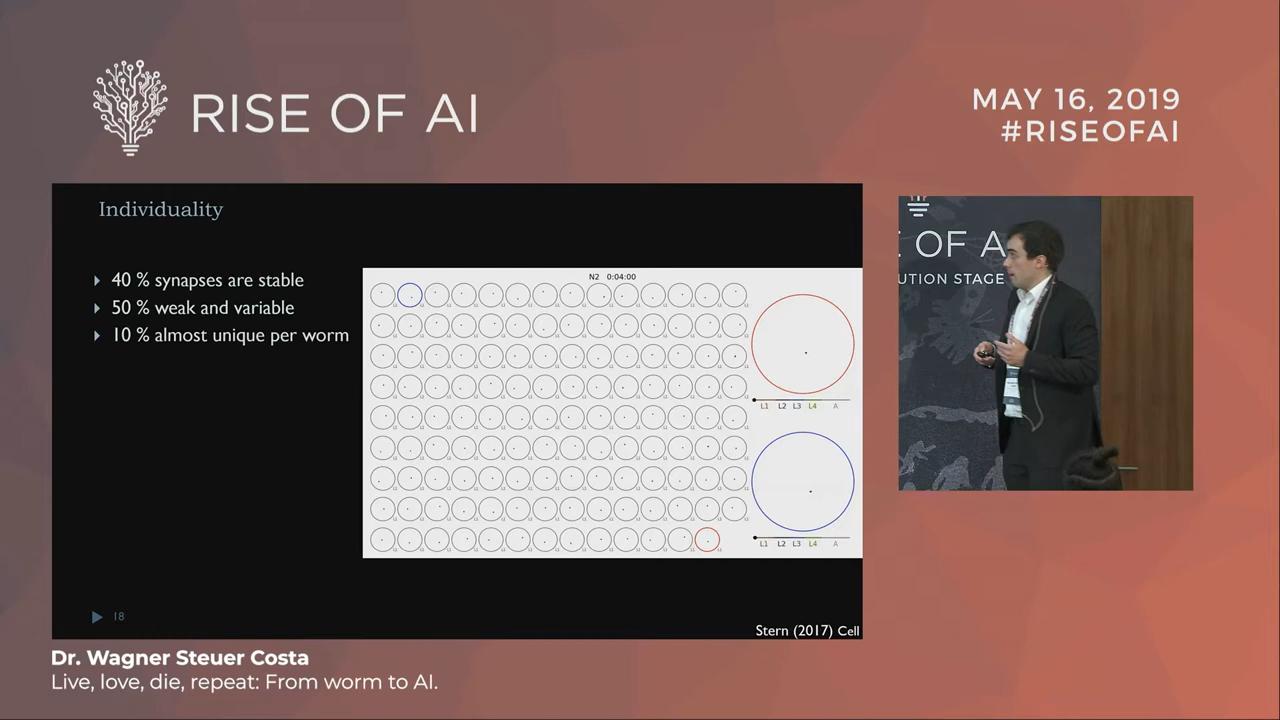 RISE OF AI
MAY 16, 2019
#RISEOFAI
Individuality
40 % synapses are stable
50 % weak and variable
10 % almost unique per worm
N2 0:04:00
L1 L2 L3 L4 A
L1 L2 L3 L4 A
18
Stern (2017) Cell
E OF A
UTION STAGE
Dr. Wagner Steuer Costa
Live, love, die, repeat: From worm to AI.